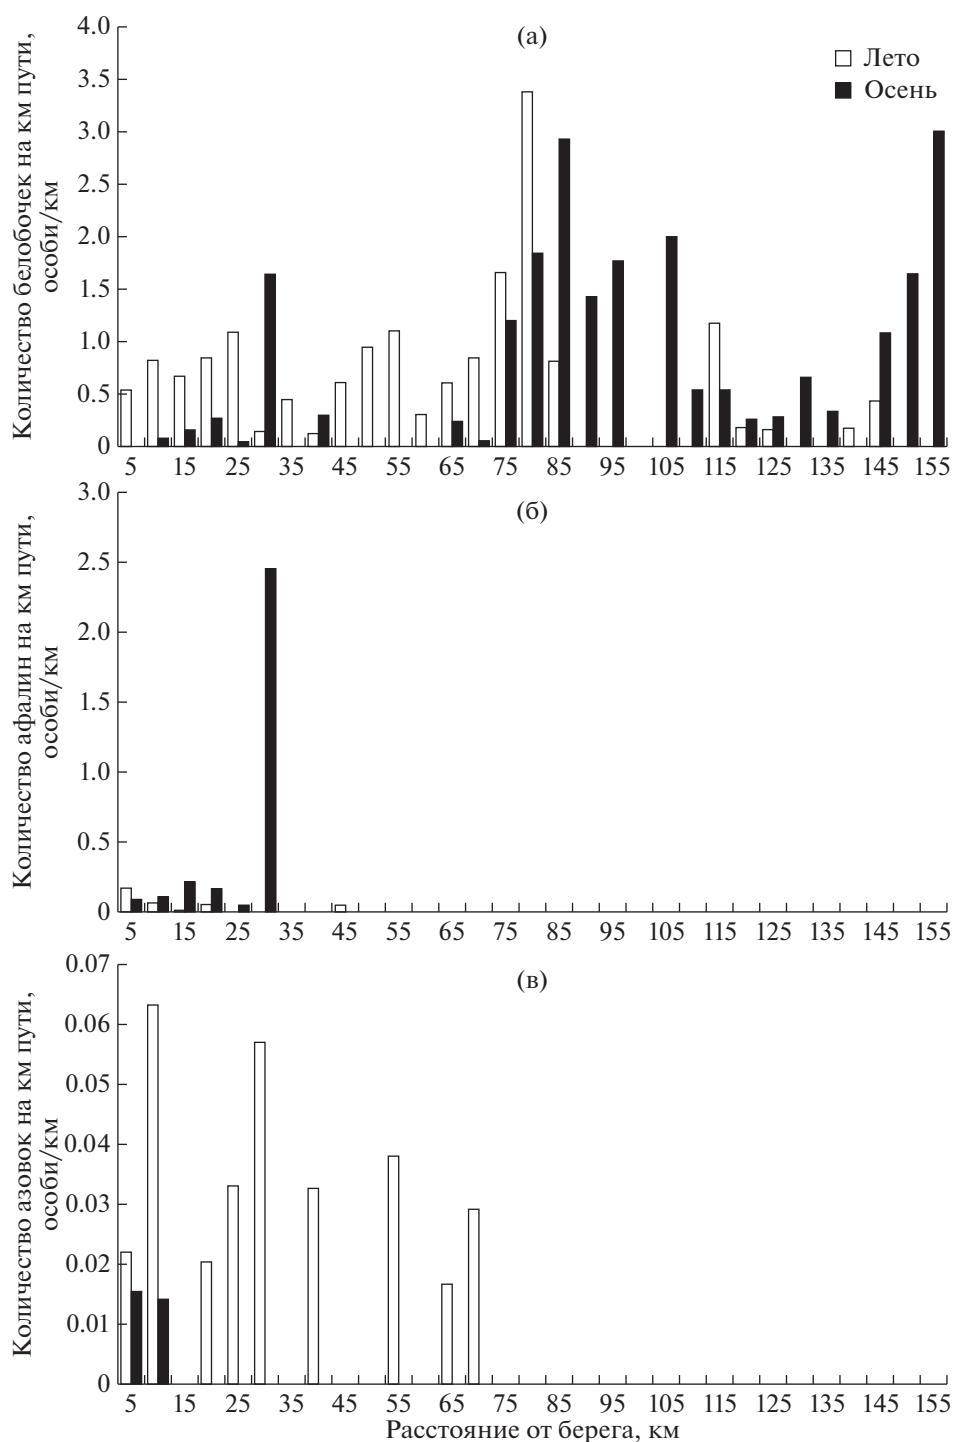 Количество белобочек на км пути,
особи/км
4.0
3.5
3.0
2.5
2.0
1.5
1.0
0.5
0
(а)
Лето
Осень
5 15 25 35 45 55 65 75 85 95 105 115 125 135 145 155
Количество афалин на км пути,
особи/км
3.0
2.5
2.0
1.5
1.0
0.5
0
(б)
5 15 25 35 45 55 65 75 85 95 105 115 125 135 145 155
Количество азовок на км пути,
особи/км
0.07
0.06
0.05
0.04
0.03
0.02
0.01
0
(в)
5 15 25 35 45 55 65 75 85 95 105 115 125 135 145 155
Расстояние от берега, км